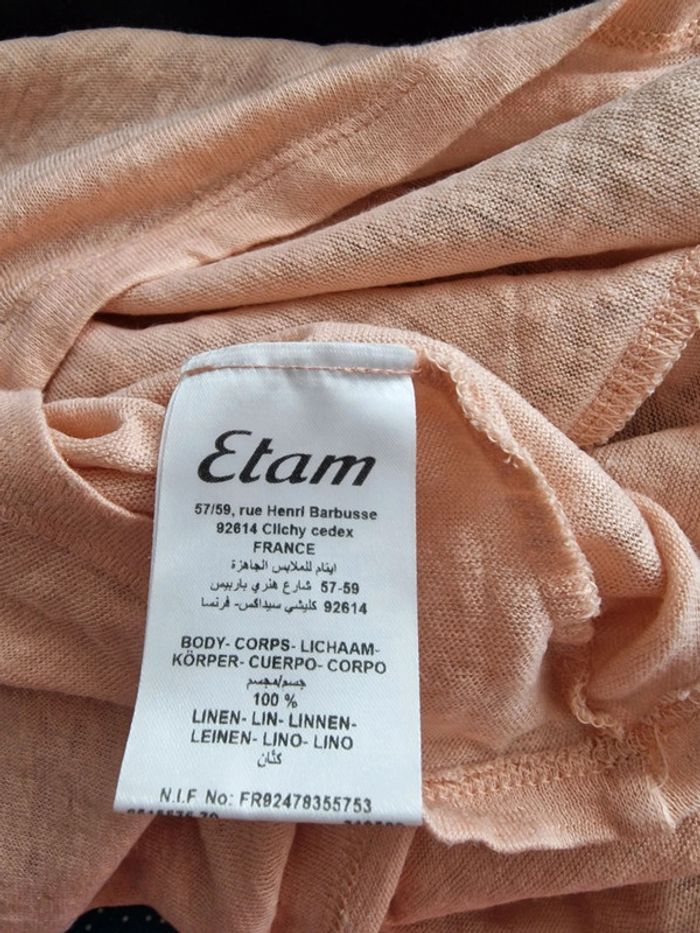 Etam
57/59, rue Henri Barbusse
92614 Clichy cedex
FRANCE
ايتام للملابس الجاهزة
57-59 شارع هنري باربيس
92614 كليشي سيداكس- فرنسا
BODY- CORPS- LICHAAM-
KÖRPER- CUERPO- CORPO
جسم/مجسم
100 %
LINEN- LIN- LINNEN-
LEINEN- LINO- LINO
كتّان
N.I.F No: FR92478355753